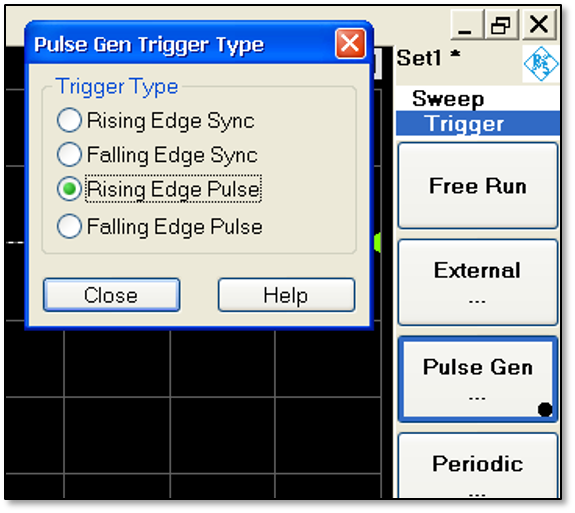 Pulse Gen Trigger Type
Trigger Type
Rising Edge Sync
Falling Edge Sync
Rising Edge Pulse
Falling Edge Pulse
Close
Help
Set1 *
Sweep
Trigger
Free Run
External
...
Pulse Gen
...
Periodic
...